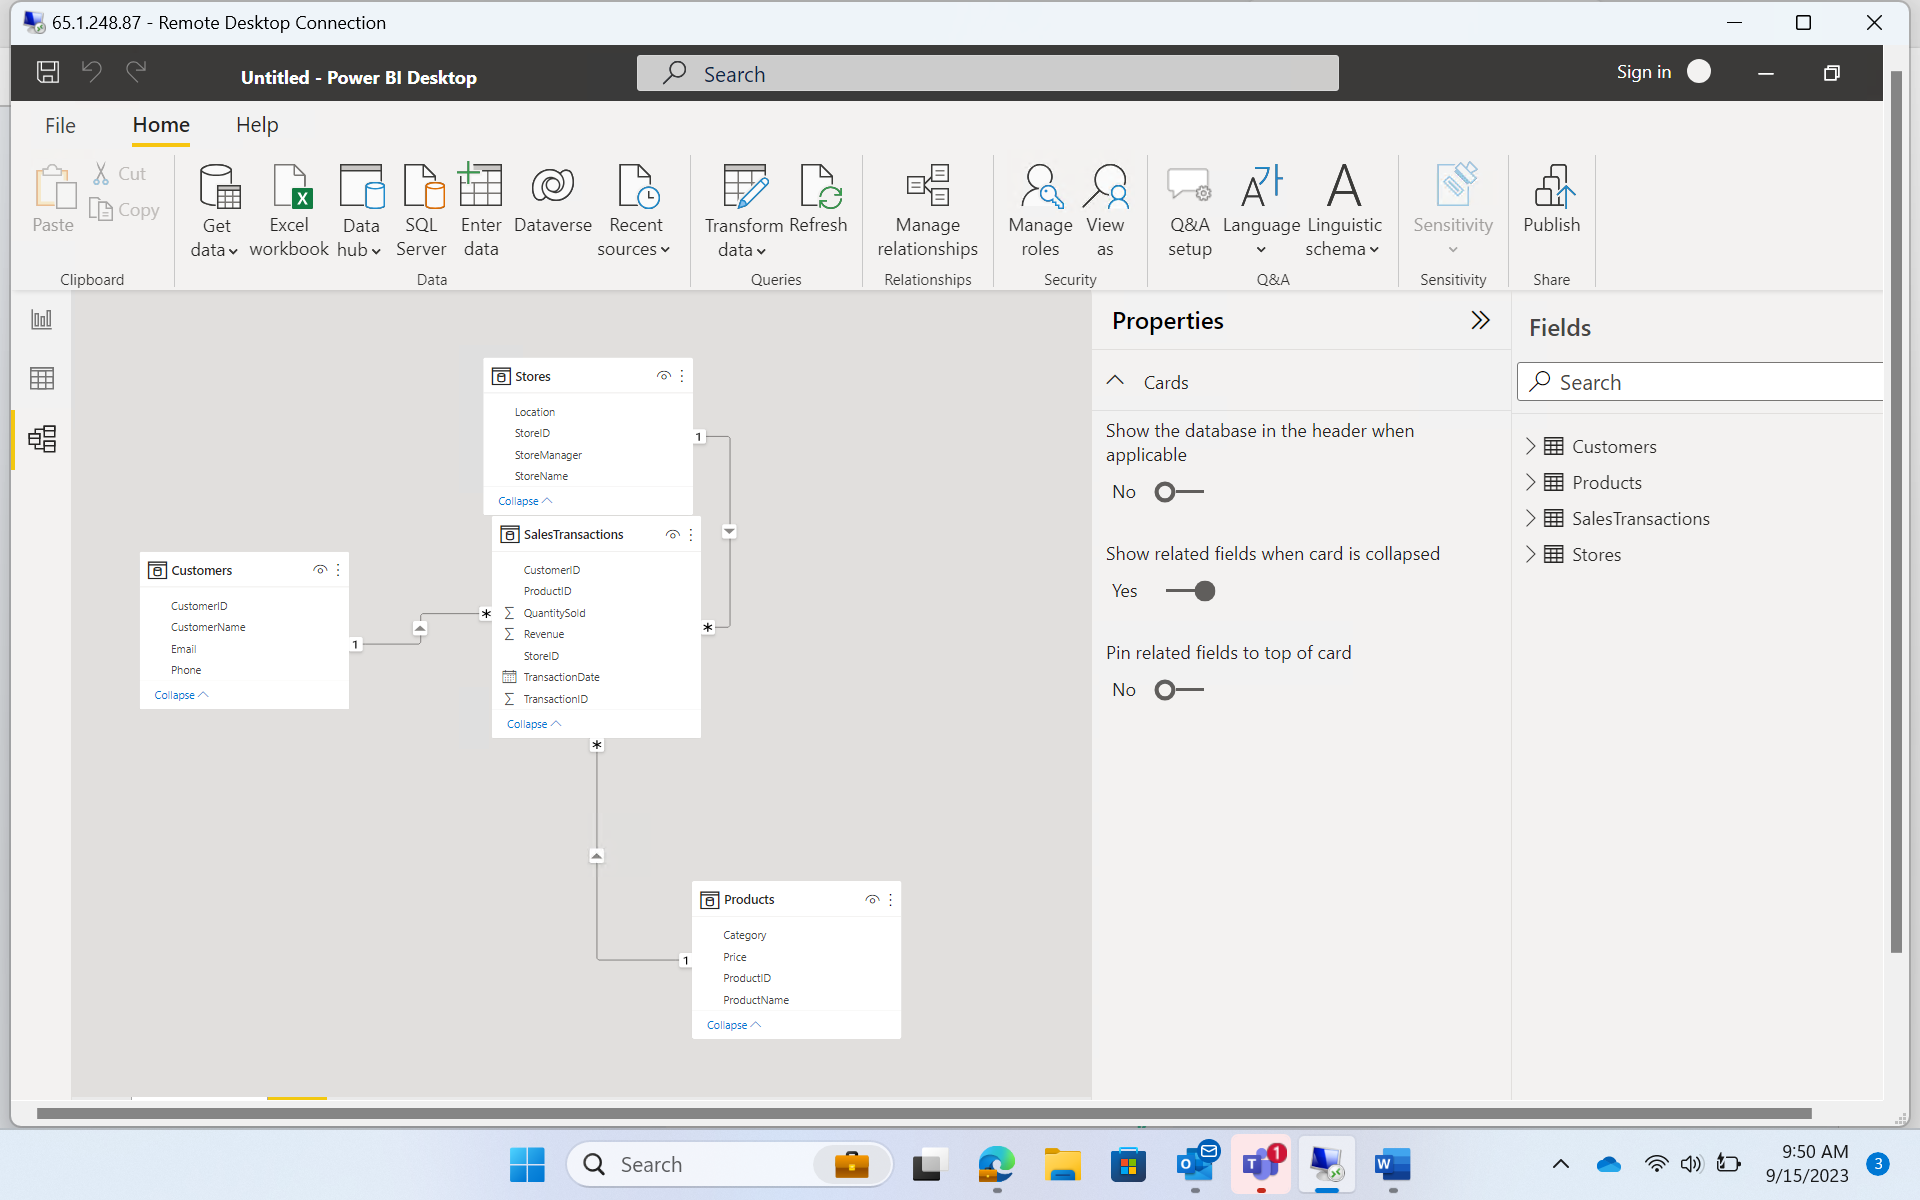 65.1.248.87 - Remote Desktop Connection
Untitled - Power BI Desktop
Search
Sign in
File
Home
Help
Paste
Cut
Copy
Clipboard
Get
data
Excel
workbook
Data
hub
SQL
Server
Enter
data
Dataverse
Recent
sources
Data
Transform
data
Refresh
Queries
Manage
relationships
Relationships
Manage
roles
View
as
Security
Q&A
setup
Language
Linguistic
schema
Q&A
Sensitivity
Sensitivity
Publish
Share
Stores
Location
StoreID
StoreManager
StoreName
Collapse
1
*
SalesTransactions
CustomerID
ProductID
QuantitySold
Revenue
StoreID
TransactionDate
TransactionID
Collapse
Customers
CustomerID
CustomerName
Email
Phone
Collapse
1
*
*
1
Products
Category
Price
ProductID
ProductName
Collapse
Properties
Cards
Show the database in the header when
applicable
No
Show related fields when card is collapsed
Yes
Pin related fields to top of card
No
Fields
Search
Customers
Products
SalesTransactions
Stores
Search
1
9:50 AM
9/15/2023
3